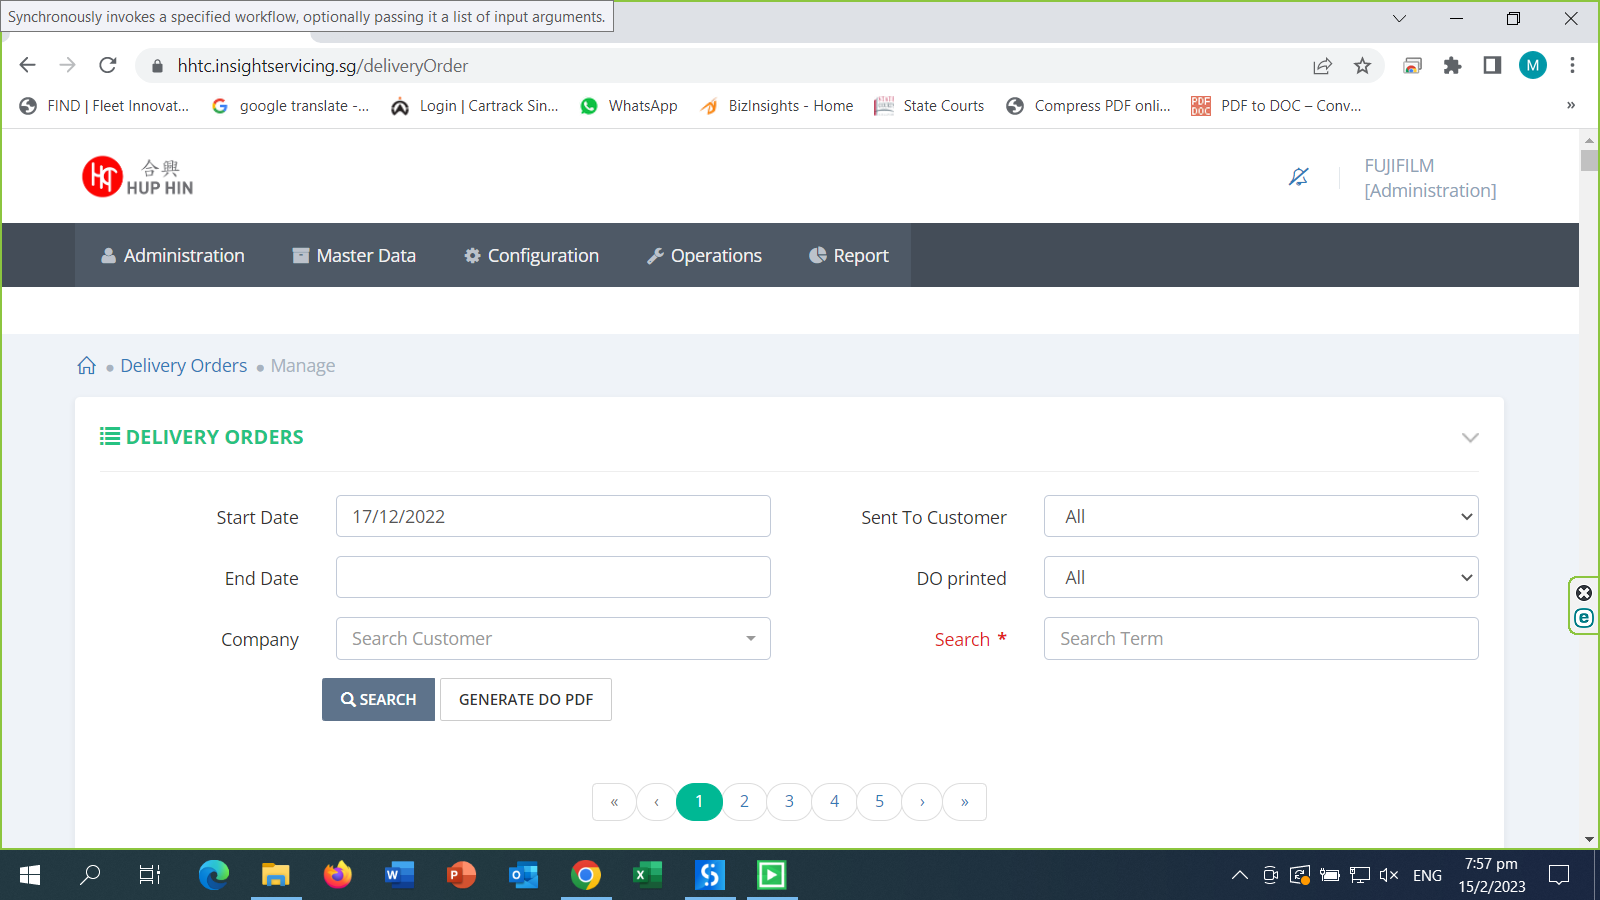 Synchronously invokes a specified workflow, optionally passing it a list of input arguments.
hhtc.insightservicing.sg/deliveryOrder
M
FIND | Fleet Innovat...
google translate -...
Login | Cartrack Sin...
WhatsApp
BizInsights - Home
State Courts
Compress PDF onli...
PDF to DOC – Conv...
»
合興
HUP HIN
FUJIFILM
[Administration]
Administration
Master Data
Configuration
Operations
Report
Delivery Orders
Manage
DELIVERY ORDERS
Start Date
17/12/2022
Sent To Customer
All
End Date
DO printed
All
Company
Search Customer
Search *
Search Term
SEARCH
GENERATE DO PDF
« ‹ 1 2 3 4 5 › »
ENG
7:57 pm
15/2/2023